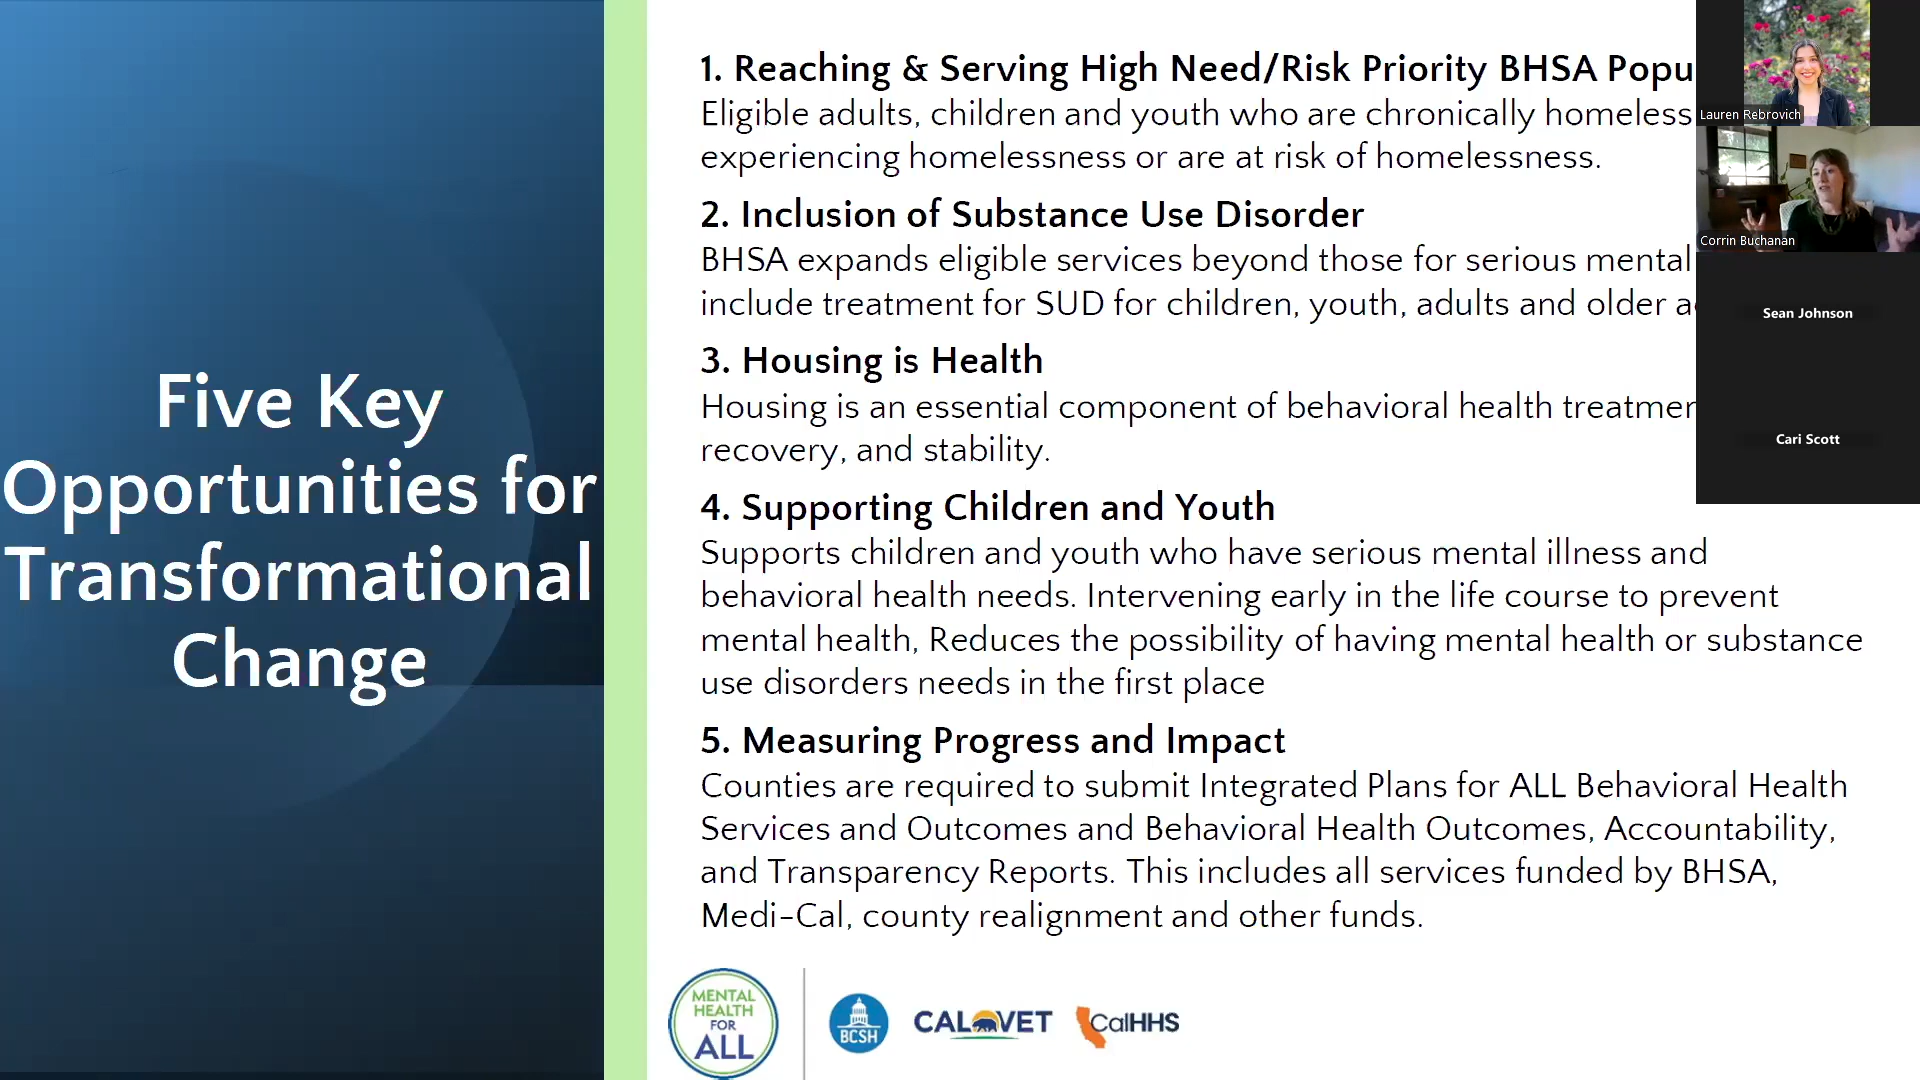 Five Key
Opportunities for
Transformational
Change
1. Reaching & Serving High Need/Risk Priority BHSA Popu
Eligible adults, children and youth who are chronically homeless
experiencing homelessness or are at risk of homelessness.
2. Inclusion of Substance Use Disorder
BHSA expands eligible services beyond those for serious mental
include treatment for SUD for children, youth, adults and older
3. Housing is Health
Housing is an essential component of behavioral health
recovery, and stability.
4. Supporting Children and Youth
Supports children and youth who have serious mental illness and
behavioral health needs. Intervening early in the life course to prevent
mental health, Reduces the possibility of having mental health or substance
use disorders needs in the first place
5. Measuring Progress and Impact
Counties are required to submit Integrated Plans for ALL Behavioral Health
Services and Outcomes and Behavioral Health Outcomes, Accountability,
and Transparency Reports. This includes all services funded by BHSA,
Medi-Cal, county realignment and other funds.
MENTAL
HEALTH
FOR
ALL
BCSH
CALVET
CalHHS
Lauren Rebrovich
Corrin Buchanan
Sean Johnson
Cari Scott